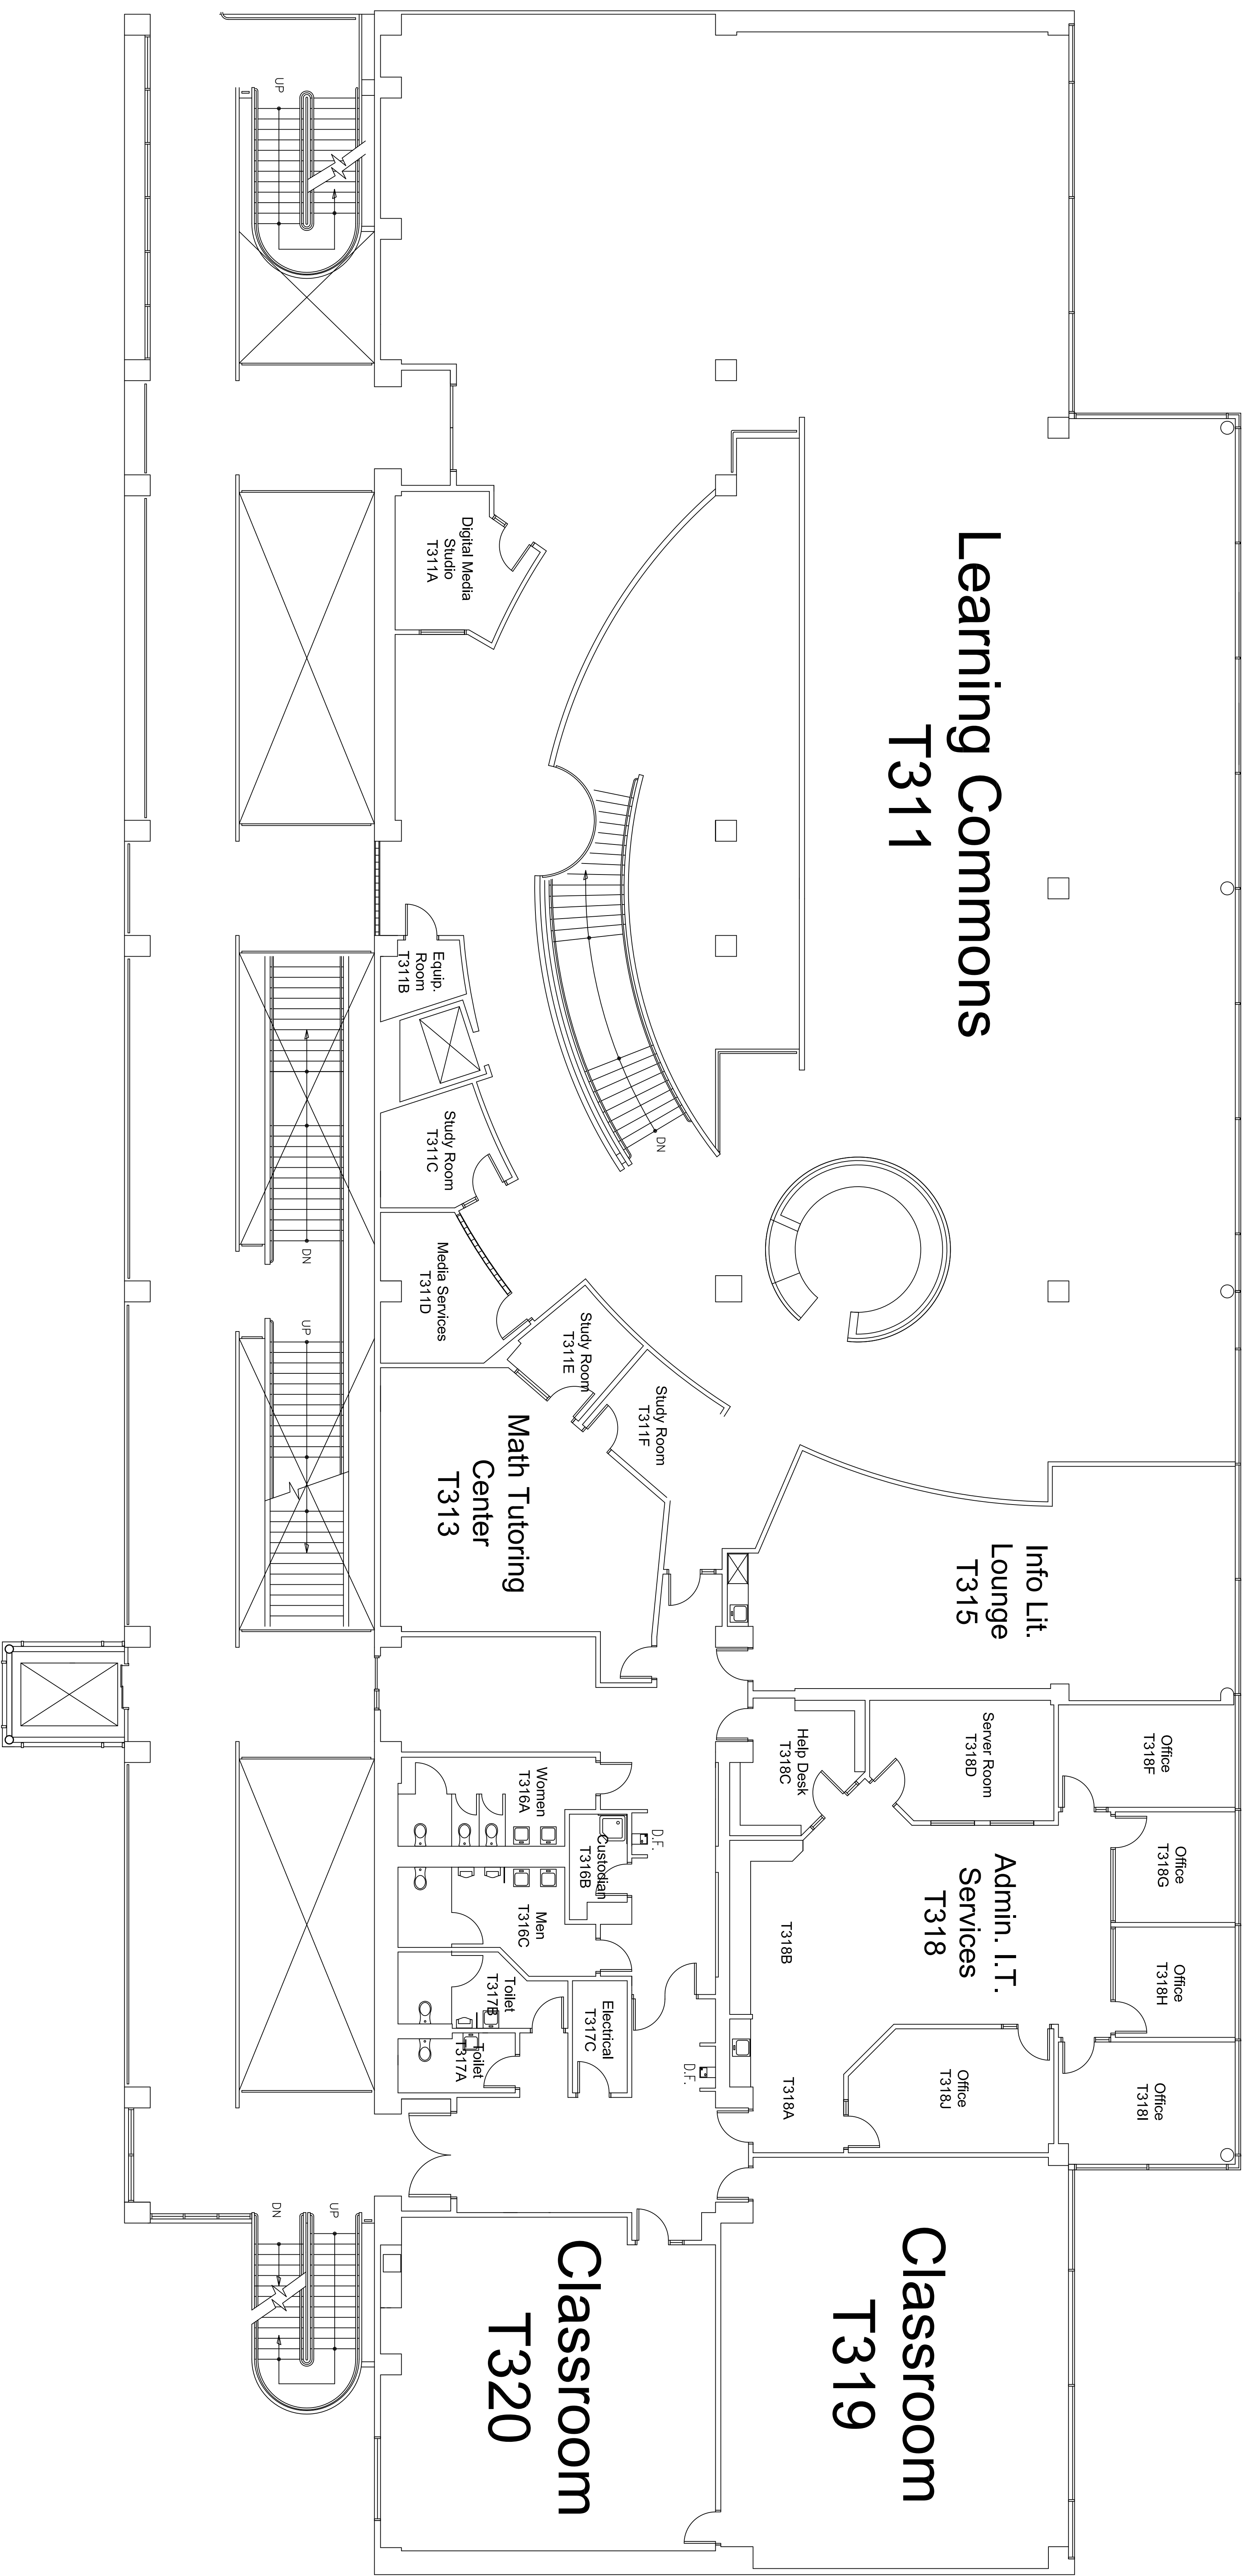 Learning Commons
T311
UP
Digital Media
Studio
T311A
Equip.
Room
T311B
DN
Study Room
T311C
DN
Media Services
T311D
UP
Study Room
T311E
Study Room
T311F
Math Tutoring
Center
T313
Info Lit.
Lounge
T315
Office
T318F
Server Room
T318D
Help Desk
T318C
Office
T318G
Women
T316A
D.F.
Custodian
T316B
Admin. I.T.
Services
T318
T318B
Men
T316C
Office
T318H
Toilet
T317B
Electrical
T317C
Toilet
T317A
D.F.
T318A
Office
T318J
Office
T318I
DN
UP
Classroom
T319
Classroom
T320